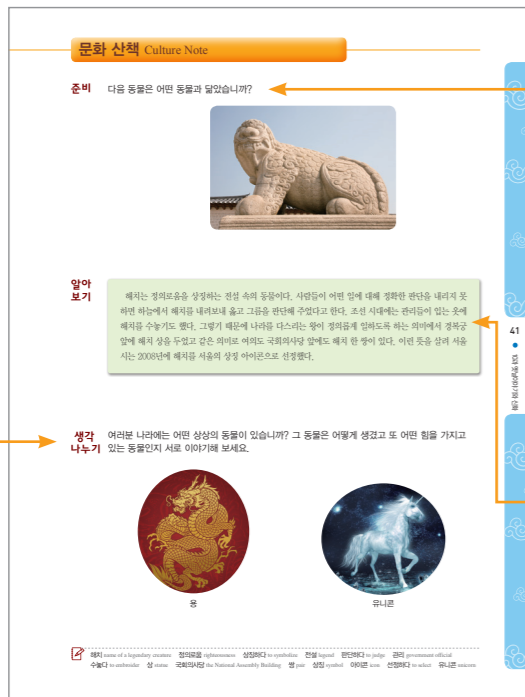 문화 산책 Culture Note
준비 다음 동물은 어떤 동물과 닮았습니까?
알아
보기
해치는 정의로움을 상징하는 전설 속의 동물이다. 사람들이 어떤 일에 대해 정확한 판단을 내리지 못
하면 하늘에서 해치를 내려보내 옳고 그름을 판단해 주었다고 한다. 조선 시대에는 관리들이 입는 옷에
해치를 수놓기도 했다. 그렇기 때문에 나라를 다스리는 왕이 정의롭게 일하도록 하는 의미에서 경복궁
앞에 해치 상을 두었고 같은 의미로 여의도 국회의사당 앞에도 해치 한 쌍이 있다. 이런 뜻을 살려 서울
시는 2008년에 해치를 서울의 상징 아이콘으로 선정했다.
생각
나누기
여러분 나라에는 어떤 상상의 동물이 있습니까? 그 동물은 어떻게 생겼고 또 어떤 힘을 가지고
있는 동물인지 서로 이야기해 보세요.
용
유니콘
해치 name of a legendary creature 정의로움 righteousness 상징하다 to symbolize 전설 legend 판단하다 to judge 관리 government official
수놓다 to embroider 상 statue 국회의사당 the National Assembly Building 쌍 pair 상징 symbol 아이콘 icon 선정하다 to select 유니콘 unicorn
41